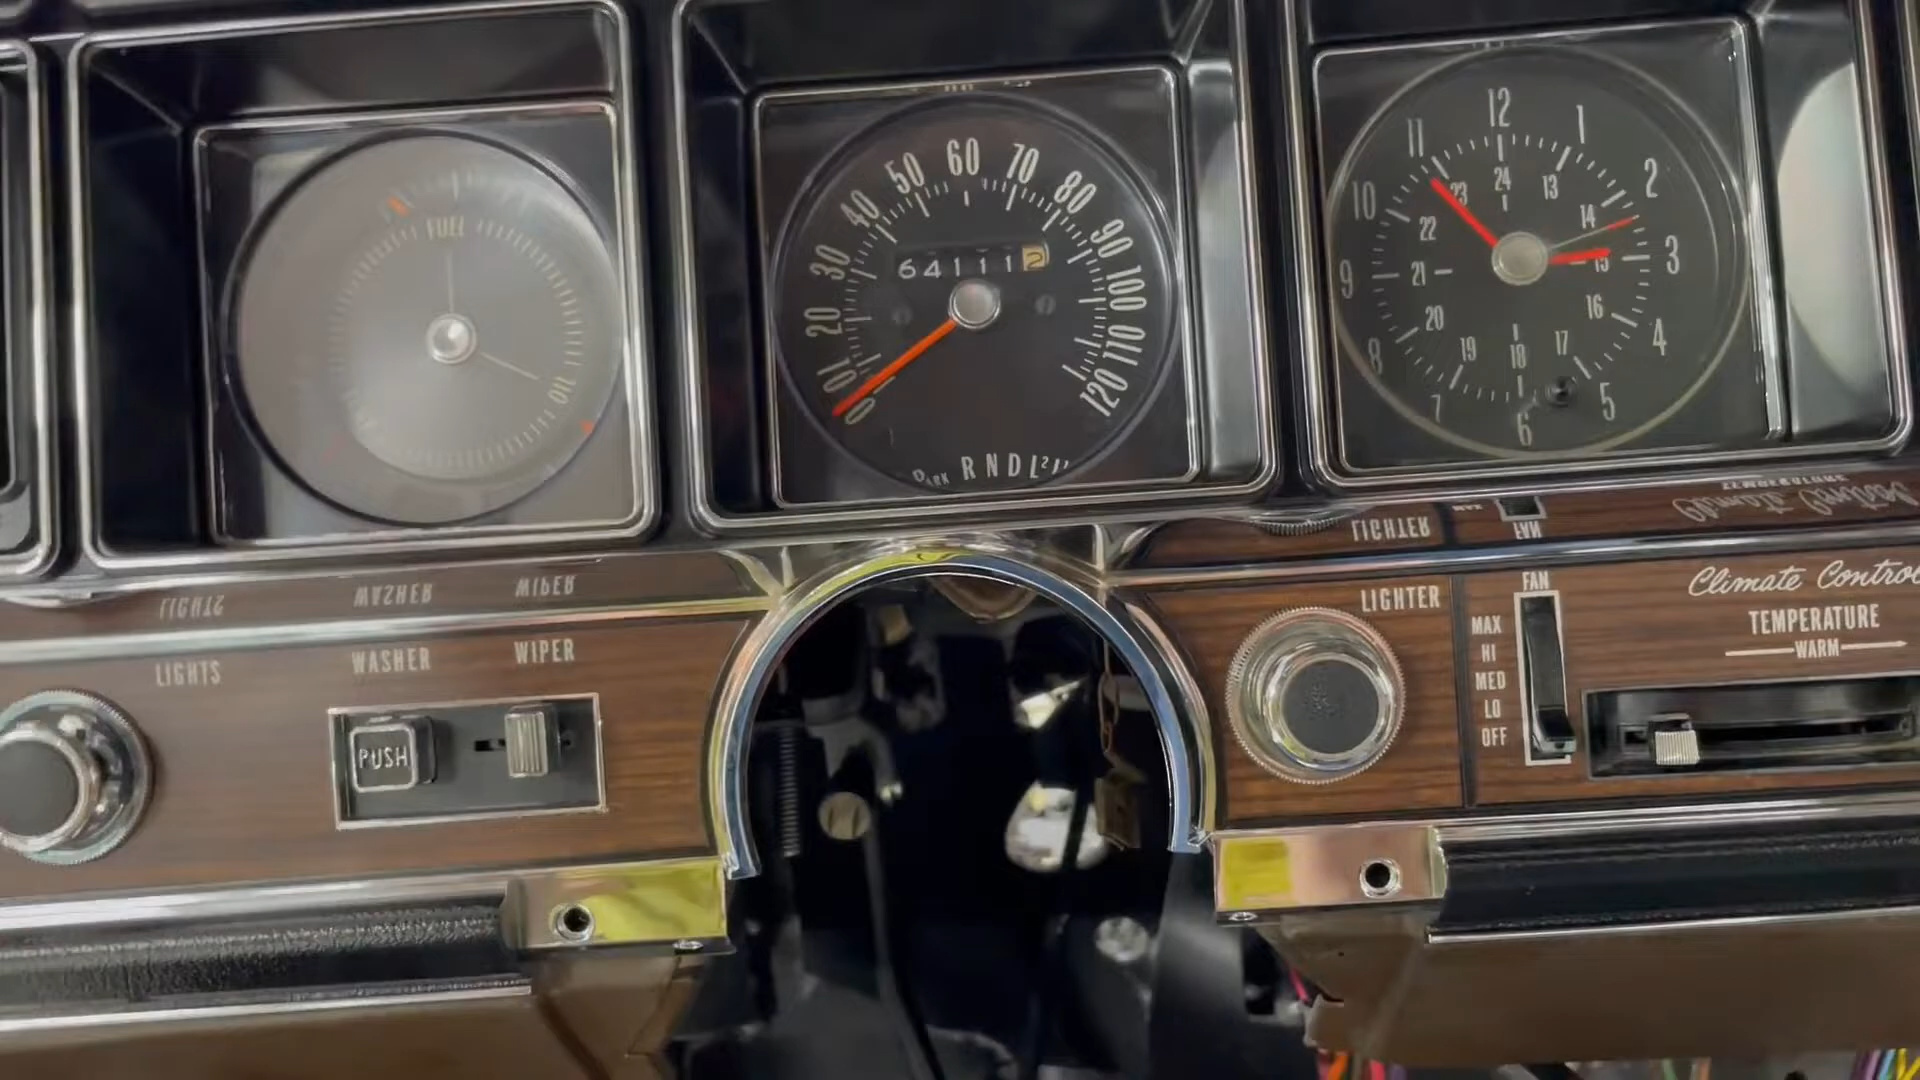 FUEL
OIL
0 10 20 30 40 50 60 70 80 90 100 110 120
64111 2
PARK R N D L2
12 1 2 3 4 5 6 7 8 9 10 11
24 13 14 15 16 17 18 19 20 21 22 23
LIGHTS
WASHER
WIPER
PUSH
LIGHTER
FAN
MAX
HI
MED
LO
OFF
Climate Control
TEMPERATURE
WARM